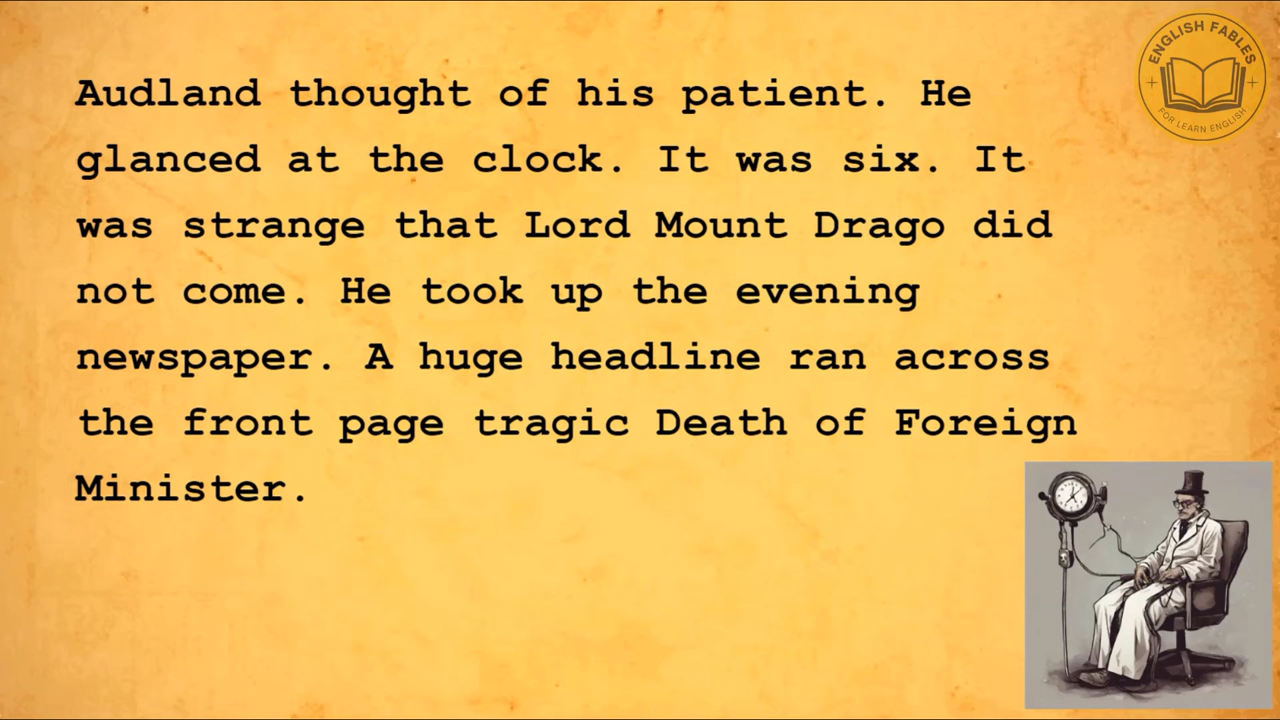 Audland thought of his patient. He
glanced at the clock. It was six. It
was strange that Lord Mount Drago did
not come. He took up the evening
newspaper. A huge headline ran across
the front page tragic Death of Foreign
Minister.
ENGLISH FABLES
FOR LEARN ENGLISH